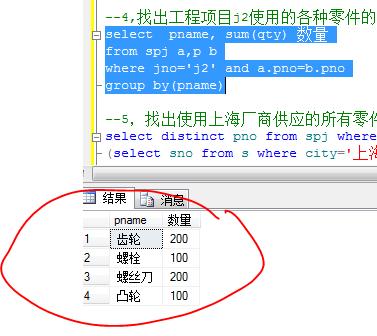 --4,找出工程项目j2使用的各种零件的
select pname, sum(qty) 数量
from spj a,p b
where jno='j2' and a.pno=b.pno
group by(pname)
--5, 找出使用上海厂商供应的所有零件
select distinct pno from spj where
(select sno from s where city='上海
结果 消息
pname 数量
1 齿轮 200
2 螺栓 100
3 螺丝刀 200
4 凸轮 100